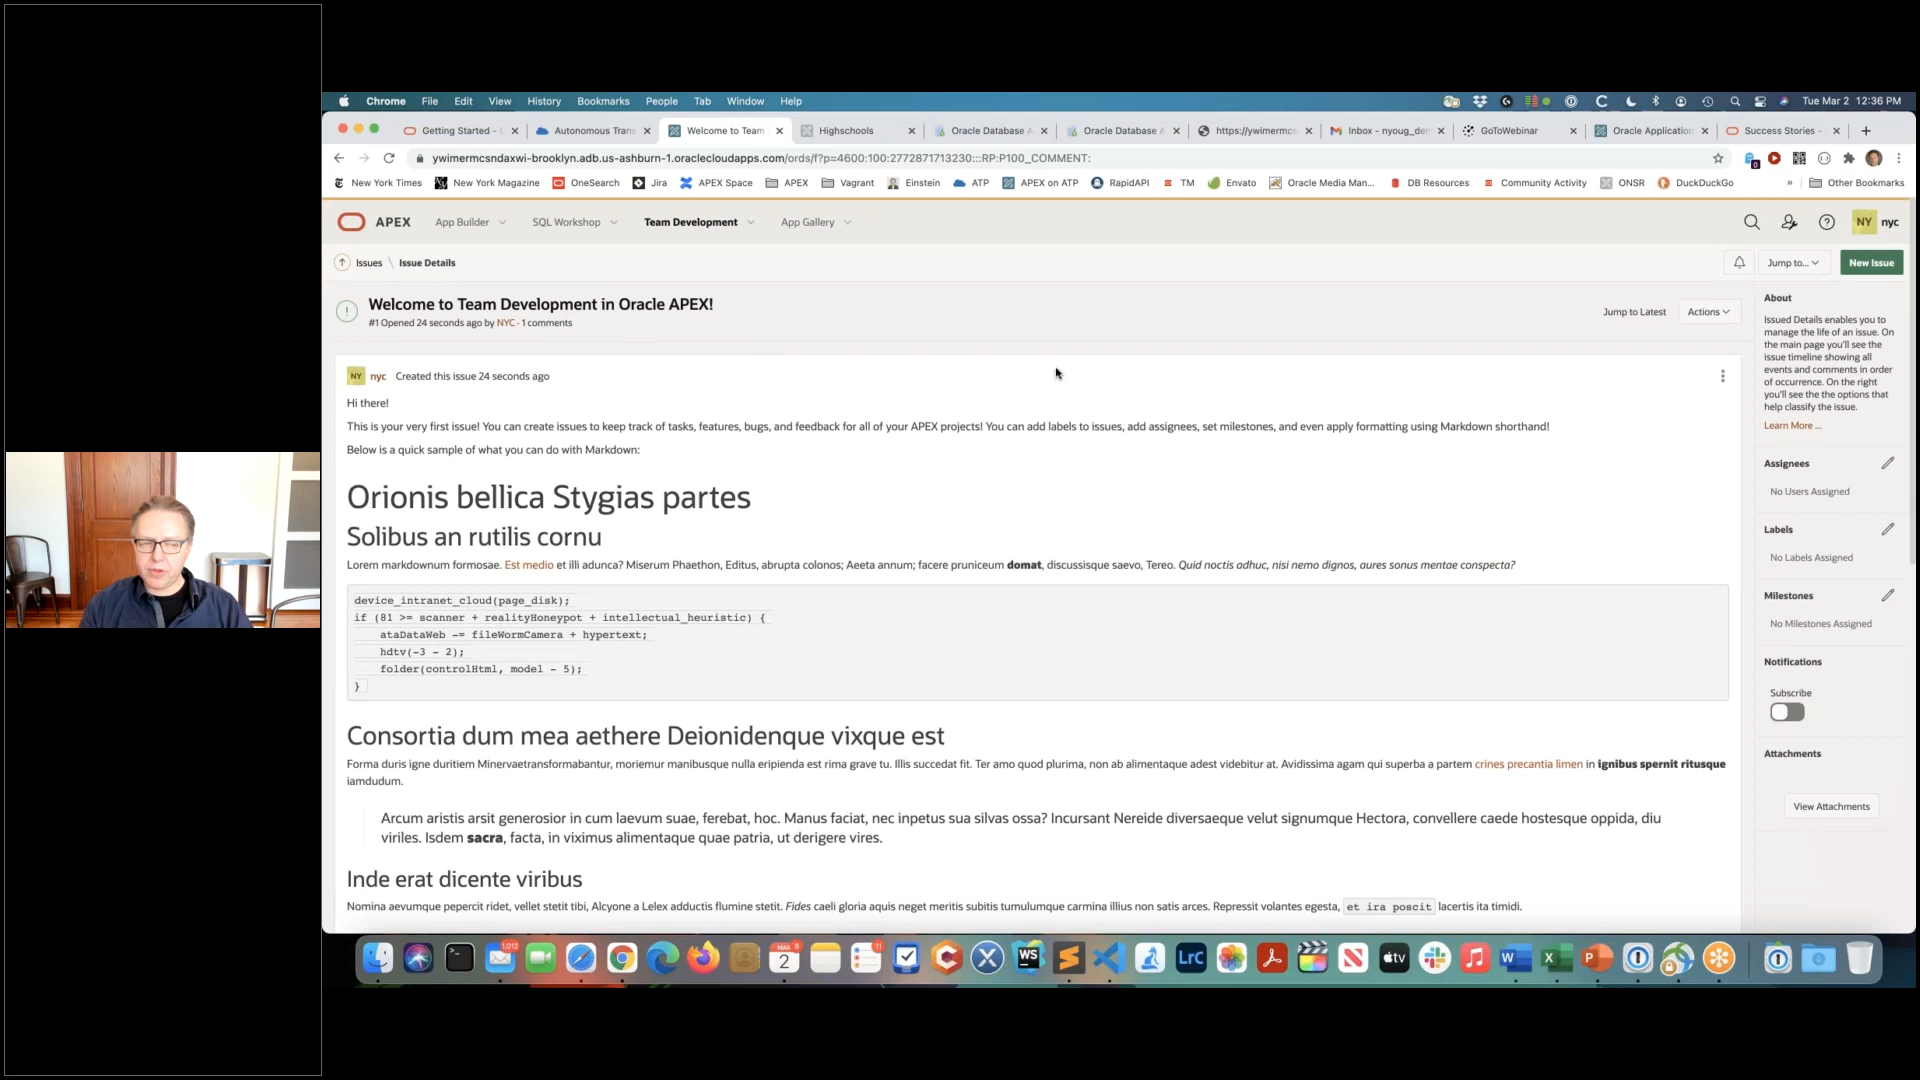 Chrome File Edit View History Bookmarks People Tab Window Help Tue Mar 2 12:36 PM
Getting Started - Autonomous Trans Welcome to Team Highschools Oracle Database A Oracle Database A https://ywimermcs Inbox - nyoug_de GoToWebinar Oracle Application Success Stories -
ywimermcsndaxwi-brooklyn.adb.us-ashburn-1.oraclecloudapps.com/ords/f?p=4600:100:2772871713230:::RP:P100_COMMENT:
New York Times New York Magazine OneSearch Jira APEX Space APEX Vagrant Einstein ATP APEX on ATP RapidAPI TM Envato Oracle Media Man... DB Resources Community Activity ONSR DuckDuckGo » Other Bookmarks
APEX App Builder SQL Workshop Team Development App Gallery NY nyc
Issues \ Issue Details Jump to... New Issue
Welcome to Team Development in Oracle APEX!
#1 Opened 24 seconds ago by NYC · 1 comments
Jump to Latest Actions
NY nyc Created this issue 24 seconds ago
Hi there!
This is your very first issue! You can create issues to keep track of tasks, features, bugs, and feedback for all of your APEX projects! You can add labels to issues, add assignees, set milestones, and even apply formatting using Markdown shorthand!
Below is a quick sample of what you can do with Markdown:
Orionis bellica Stygias partes
Solibus an rutilis cornu
Lorem markdownum formosae. Est medio et illi adunca? Miserum Phaethon, Editus, abrupta colonos; Aeeta annum; facere pruniceum domat, discussisque saevo, Tereo. Quid noctis adhuc, nisi nemo dignos, aures sonus mentae conspecta?
device_intranet_cloud(page_disk);
if (81 >= scanner + realityHoneypot + intellectual_heuristic) {
ataDataWeb -= fileWormCamera + hypertext;
hdtv(-3 - 2);
folder(controlHtml, model - 5);
}
Consortia dum mea aethere Deionidenque vixque est
Forma duris igne duritiem Minervaetransformabantur, moriemur manibusque nulla eripienda est rima grave tu. Illis succedat fit. Ter amo quod plurima, non ab alimentaque adest videbitur at. Avidissima agam qui superba a partem crines precantia limen in ignibus spernit ritusque
iamdudum.
Arcum aristis arsit generosior in cum laevum suae, ferebat, hoc. Manus faciat, nec inpetus sua silvas ossa? Incursant Nereide diversaeque velut signumque Hectora, convellere caede hostesque oppida, diu
viriles. Isdem sacra, facta, in viximus alimentaque quae patria, ut derigere vires.
Inde erat dicente viribus
Nomina aevumque pepercit ridet, vellet stetit tibi, Alcyone a Lelex adductis flumine stetit. Fides caeli gloria aquis neget meritis subitis tumulumque carmina illius non satis arces. Repressit volantes egesta, et ira poscit lacertis ita timidi.
About
Issued Details enables you to
manage the life of an issue. On
the main page you'll see the
issue timeline showing all
events and comments in order
of occurrence. On the right
you'll see the the options that
help classify the issue.
Learn More ...
Assignees
No Users Assigned
Labels
No Labels Assigned
Milestones
No Milestones Assigned
Notifications
Subscribe
Attachments
View Attachments
1,012 2 11 WS LrC tv W X P